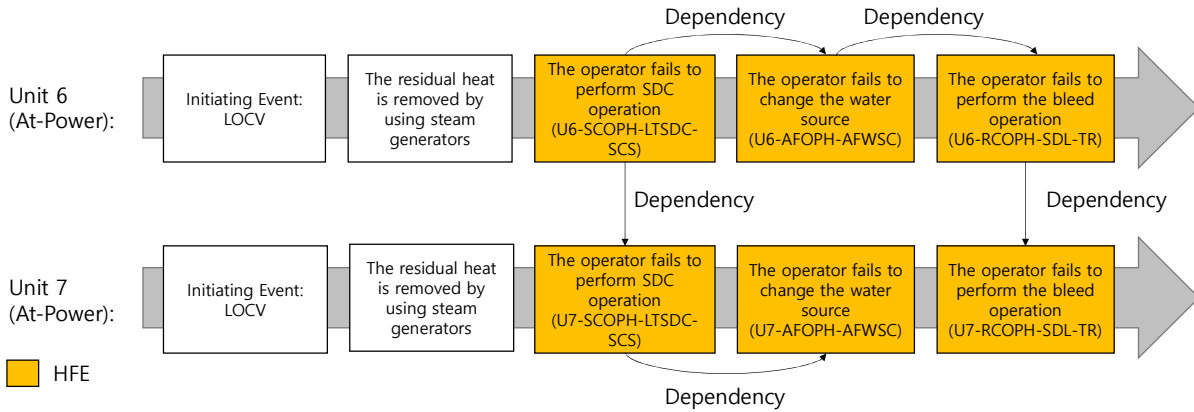 Dependency
Dependency
Unit 6
(At-Power):
Initiating Event:
LOCV
The residual heat
is removed by
using steam
generators
The operator fails to
perform SDC
operation
(U6-SCOPH-LTSDC-
SCS)
The operator fails to
change the water
source
(U6-AFOPH-AFWSC)
The operator fails to
perform the bleed
operation
(U6-RCOPH-SDL-TR)
Dependency
Dependency
Unit 7
(At-Power):
Initiating Event:
LOCV
The residual heat
is removed by
using steam
generators
The operator fails to
perform SDC
operation
(U7-SCOPH-LTSDC-
SCS)
The operator fails to
change the water
source
(U7-AFOPH-AFWSC)
The operator fails to
perform the bleed
operation
(U7-RCOPH-SDL-TR)
HFE
Dependency